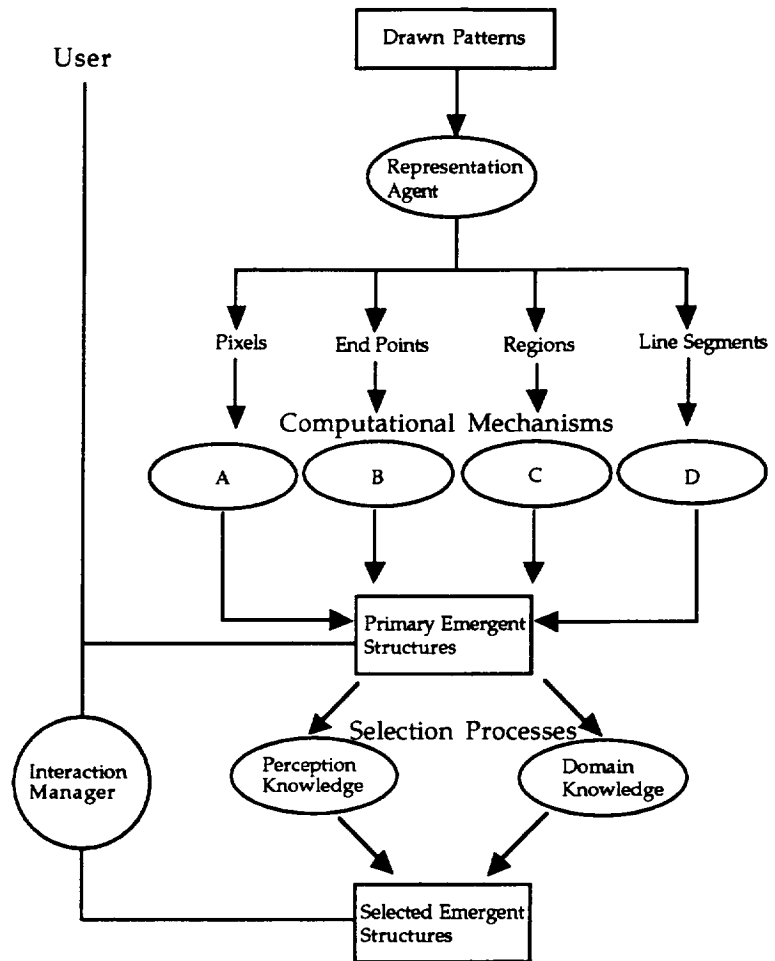 Drawn Patterns
User
Representation
Agent
Pixels
End Points
Regions
Line Segments
Computational Mechanisms
A
B
C
D
Primary Emergent
Structures
Selection Processes
Interaction
Manager
Perception
Knowledge
Domain
Knowledge
Selected Emergent
Structures